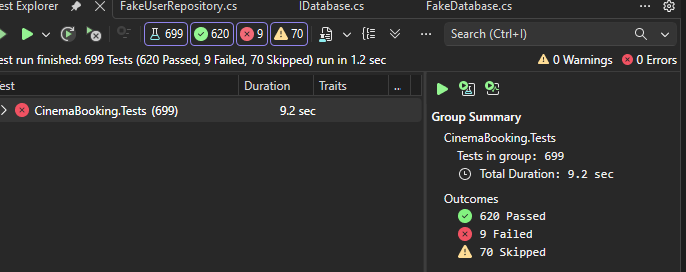 est Explorer FakeUserRepository.cs IDatabase.cs FakeDatabase.cs
699 620 9 70 ... Search (Ctrl+I)
est run finished: 699 Tests (620 Passed, 9 Failed, 70 Skipped) run in 1.2 sec 0 Warnings 0 Errors
est Duration Traits ...
CinemaBooking.Tests (699) 9.2 sec
Group Summary
CinemaBooking.Tests
Tests in group: 699
Total Duration: 9.2 sec
Outcomes
620 Passed
9 Failed
70 Skipped